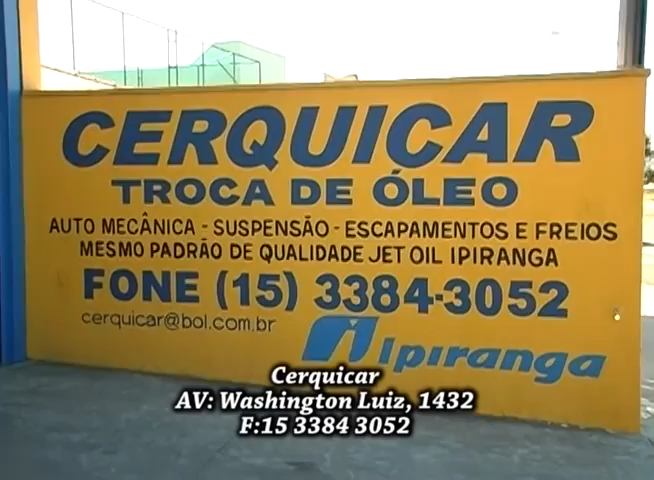 CERQUICAR
TROCA DE ÓLEO
AUTO MECÂNICA - SUSPENSÃO - ESCAPAMENTOS E FREIOS
MESMO PADRÃO DE QUALIDADE JET OIL IPIRANGA
FONE (15) 3384-3052
cerquicar@bol.com.br
Ipiranga
Cerquicar
AV: Washington Luiz, 1432
F:15 3384 3052